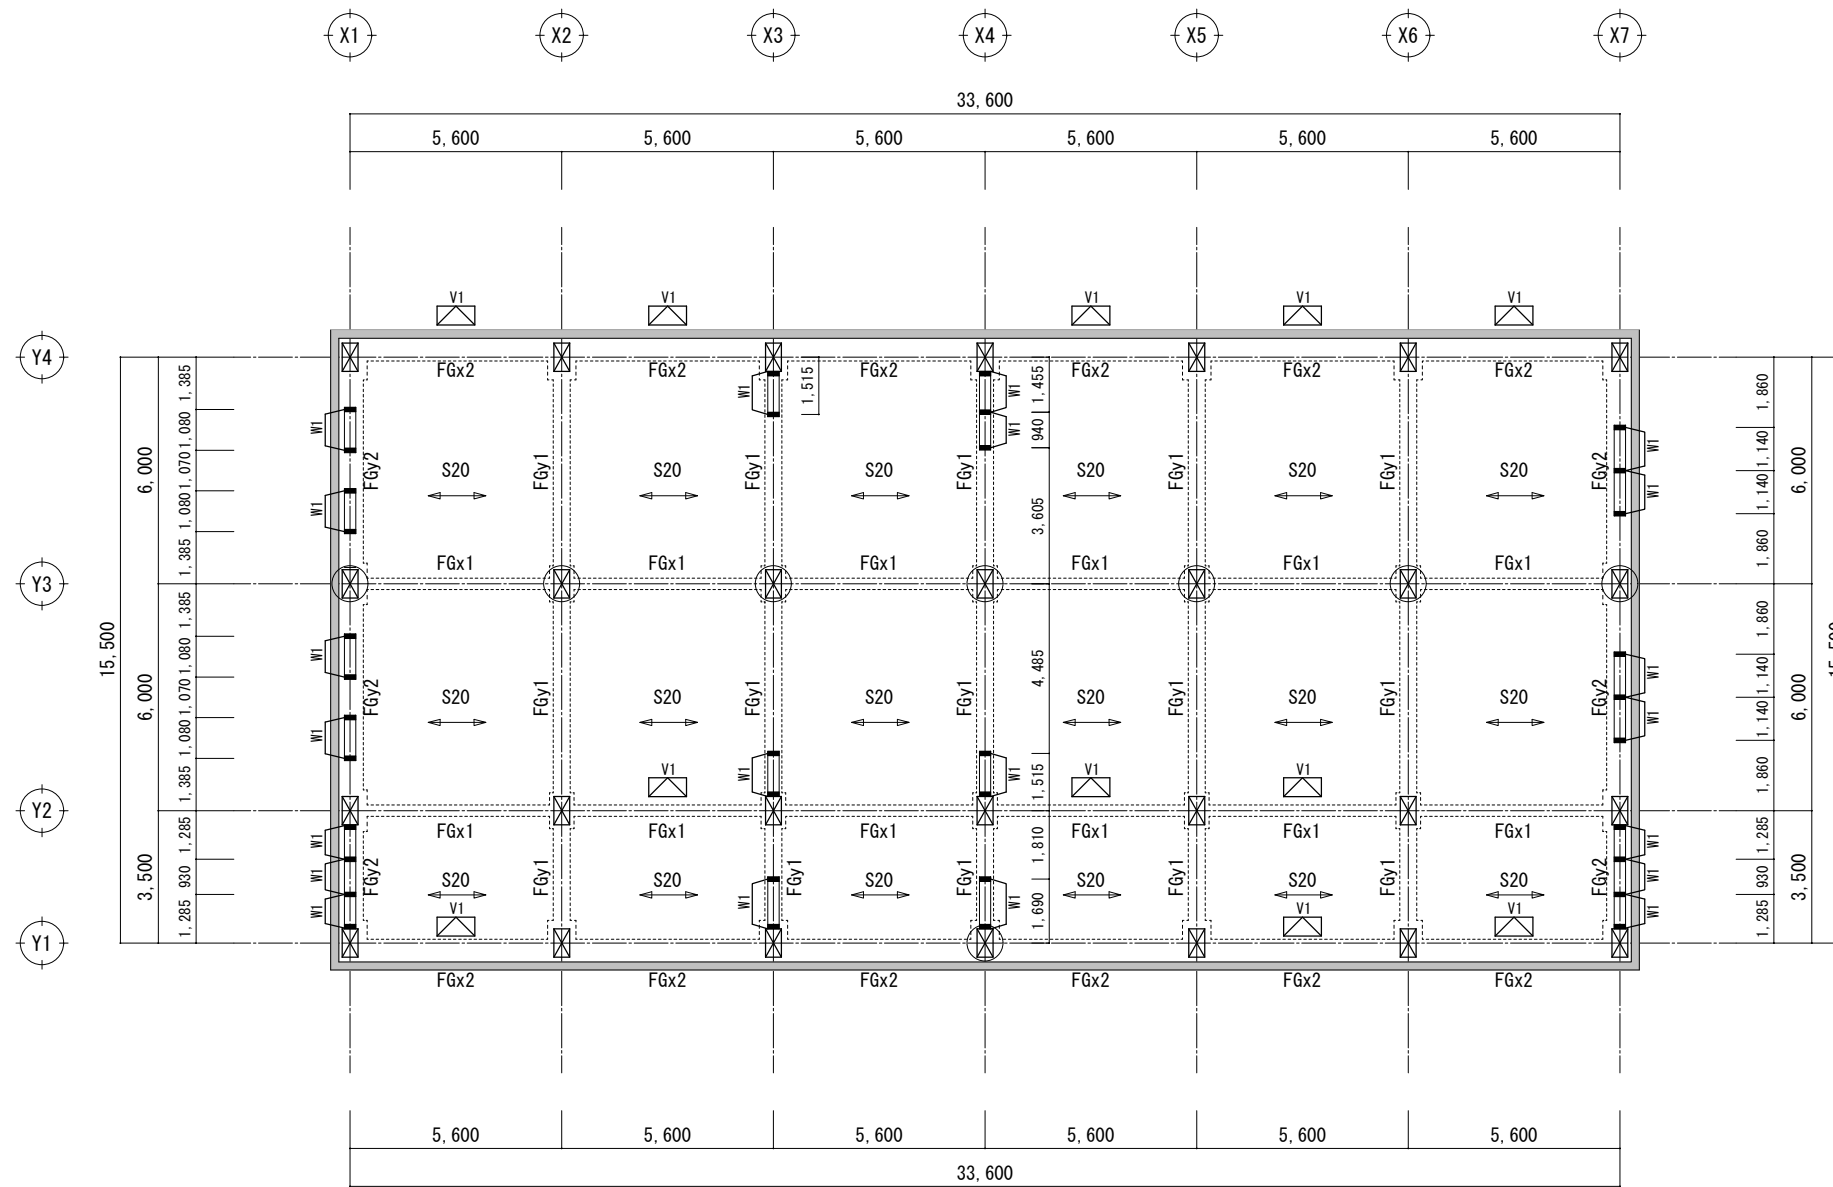 X1 X2 X3 X4 X5 X6 X7
33,600
5,600 5,600 5,600 5,600 5,600 5,600
V1 V1 V1 V1 V1
Y4
FGx2 FGx2 FGx2 FGx2 FGx2 FGx2
1,385 1,515 1,455 1,860
W1 W1
1,080 W1 940 W1 1,140 W1
6,000 1,070 FGy2 FGy1 FGy1 FGy1 FGy1 FGy1 FGy2 6,000
S20 S20 S20 S20 S20 S20
1,080 W1 3,605 1,140 W1
1,385 1,860
FGx1 FGx1 FGx1 FGx1 FGx1 FGx1
Y3
1,385 1,860
15,500
1,080 W1 4,485 1,140 W1
6,000 1,070 FGy2 FGy1 FGy1 FGy1 FGy1 FGy1 FGy2 6,000
S20 S20 S20 S20 S20 S20
1,080 W1 1,140 W1
V1 W1 W1 1,515 V1 V1
1,385 1,860
Y2
FGx1 FGx1 FGx1 FGx1 FGx1 FGx1
1,285 W1 1,810 W1 1,285
3,500 930 W1 FGy2 FGy1 FGy1 FGy1 FGy1 FGy1 FGy2 W1 930 3,500
S20 S20 S20 S20 S20 S20
1,285 W1 W1 W1 1,690 W1 1,285
V1 V1 V1
Y1
FGx2 FGx2 FGx2 FGx2 FGx2 FGx2
5,600 5,600 5,600 5,600 5,600 5,600
33,600